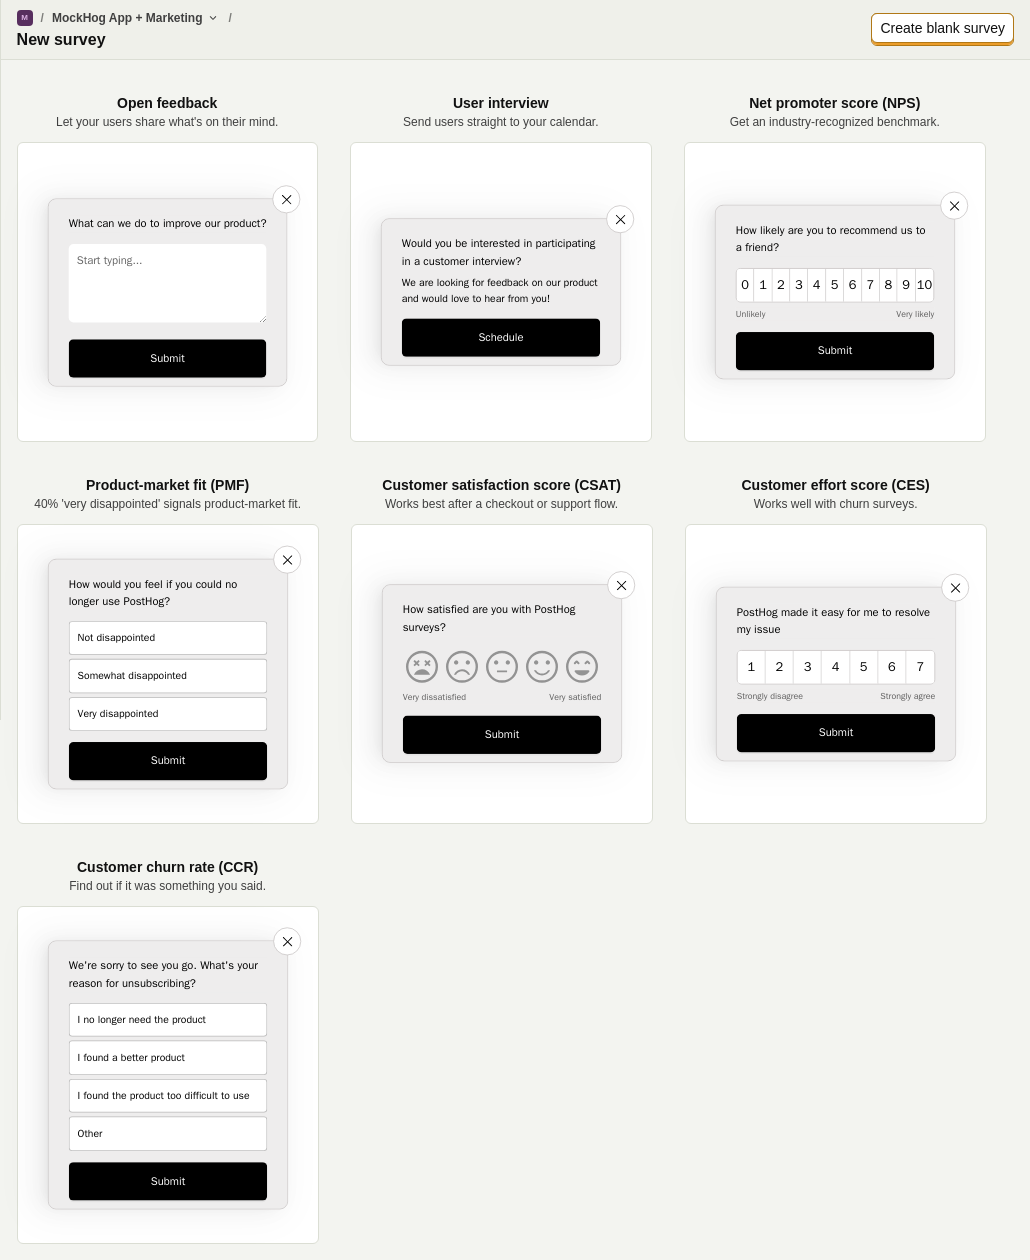 M / MockHog App + Marketing /
New survey
Create blank survey
Open feedback
Let your users share what's on their mind.
What can we do to improve our product?
Start typing...
Submit
User interview
Send users straight to your calendar.
Would you be interested in participating
in a customer interview?
We are looking for feedback on our product
and would love to hear from you!
Schedule
Net promoter score (NPS)
Get an industry-recognized benchmark.
How likely are you to recommend us to
a friend?
0 1 2 3 4 5 6 7 8 9 10
Unlikely Very likely
Submit
Product-market fit (PMF)
40% 'very disappointed' signals product-market fit.
How would you feel if you could no
longer use PostHog?
Not disappointed
Somewhat disappointed
Very disappointed
Submit
Customer satisfaction score (CSAT)
Works best after a checkout or support flow.
How satisfied are you with PostHog
surveys?
Very dissatisfied Very satisfied
Submit
Customer effort score (CES)
Works well with churn surveys.
PostHog made it easy for me to resolve
my issue
1 2 3 4 5 6 7
Strongly disagree Strongly agree
Submit
Customer churn rate (CCR)
Find out if it was something you said.
We're sorry to see you go. What's your
reason for unsubscribing?
I no longer need the product
I found a better product
I found the product too difficult to use
Other
Submit